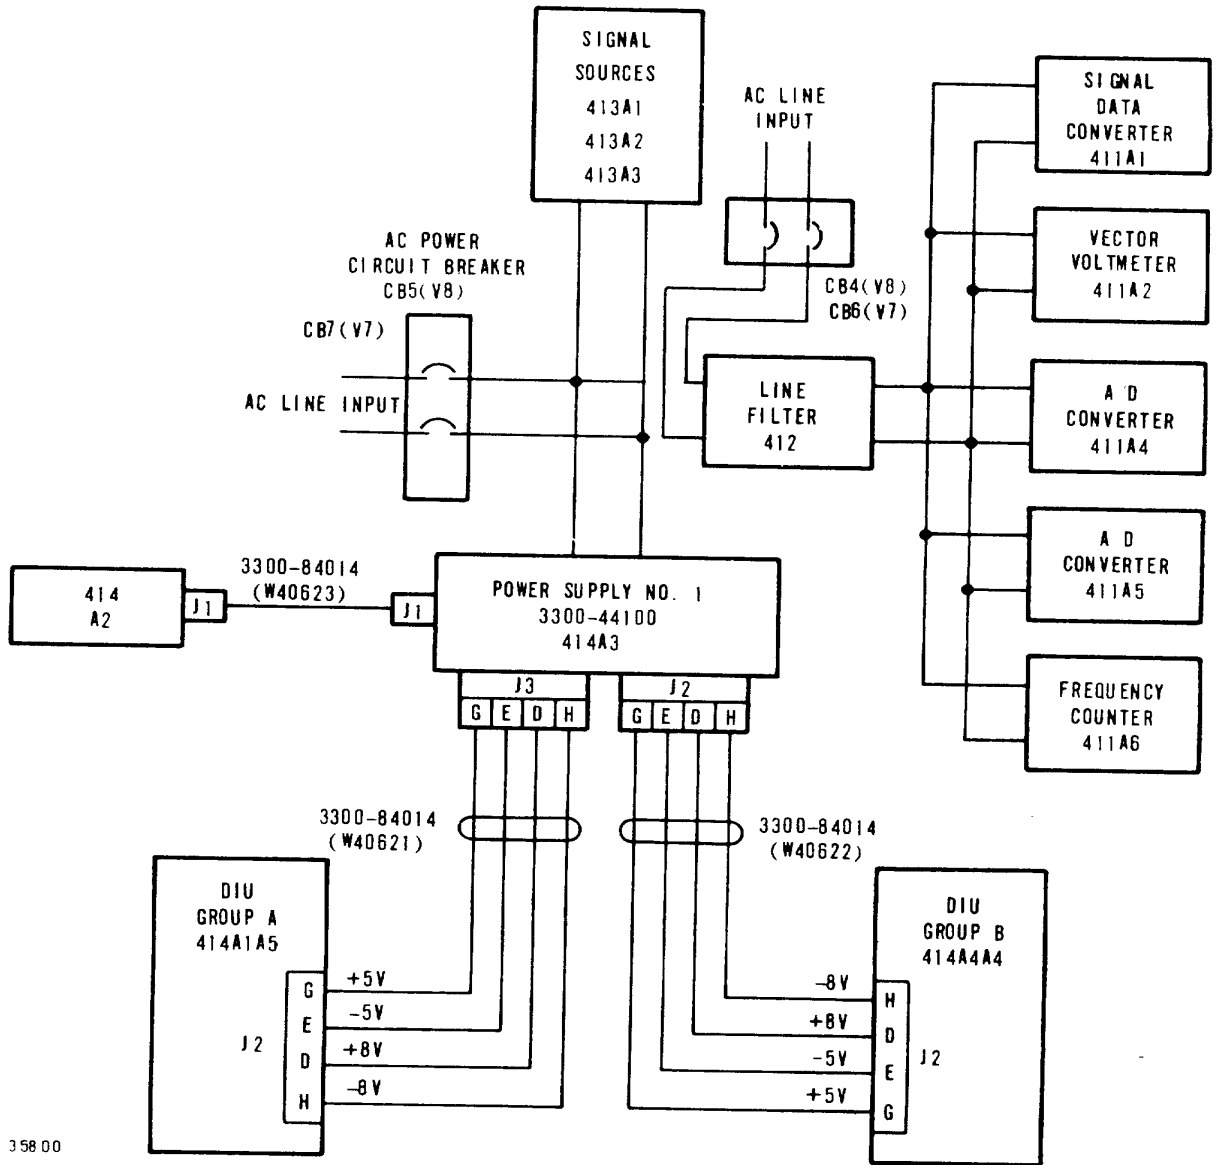 SIGNAL
SOURCES
413A1
413A2
413A3
AC LINE
INPUT
SIGNAL
DATA
CONVERTER
411A1
AC POWER
CIRCUIT BREAKER
CB5(V8)
CB7(V7)
AC LINE INPUT
CB4(V8)
CB6(V7)
VECTOR
VOLTMETER
411A2
LINE
FILTER
412
A D
CONVERTER
411A4
A D
CONVERTER
411A5
FREQUENCY
COUNTER
411A6
414
A2
J1
3300-84014
(W40623)
J1
POWER SUPPLY NO. 1
3300-44100
414A3
J3
G E D H
J2
G E D H
3300-84014
(W40621)
3300-84014
(W40622)
DIU
GROUP A
414A1A5
J2
G
E
D
H
+5V
-5V
+8V
-8V
DIU
GROUP B
414A4A4
-8V
+8V
-5V
+5V
H
D
E
G
J2
35800